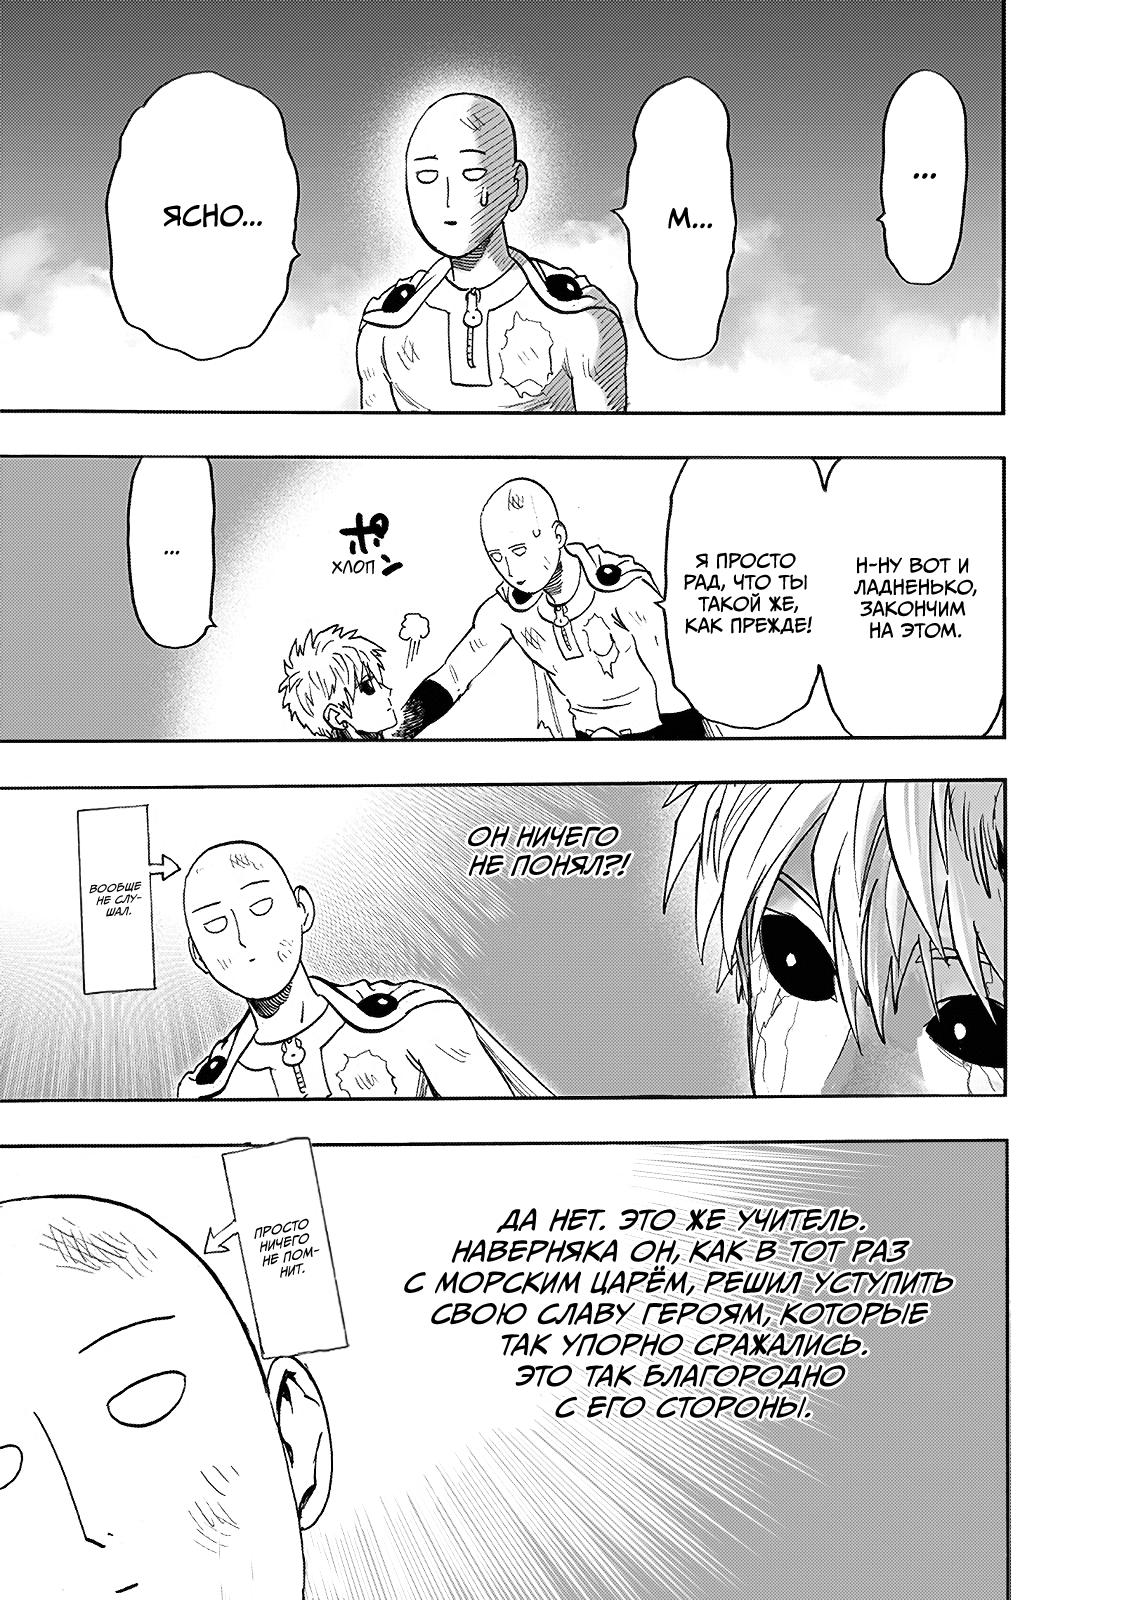 ...
М...
ЯСНО...
Н-НУ ВОТ И
ЛАДНЕНЬКО,
ЗАКОНЧИМ
НА ЭТОМ.
Я ПРОСТО
РАД, ЧТО ТЫ
ТАКОЙ ЖЕ,
КАК ПРЕЖДЕ!
ポン
ХЛОП
...
ОН НИЧЕГО
НЕ ПОНЯЛ?!
ВООБЩЕ
НЕ СЛУ-
ШАЛ.
ДА НЕТ. ЭТО ЖЕ УЧИТЕЛЬ.
НАВЕРНЯКА ОН, КАК В ТОТ РАЗ
С МОРСКИМ ЦАРЁМ, РЕШИЛ УСТУПИТЬ
СВОЮ СЛАВУ ГЕРОЯМ, КОТОРЫЕ
ТАК УПОРНО СРАЖАЛИСЬ.
ЭТО ТАК БЛАГОРОДНО
С ЕГО СТОРОНЫ.
ПРОСТО
НИЧЕГО
НЕ ПОМ-
НИТ.